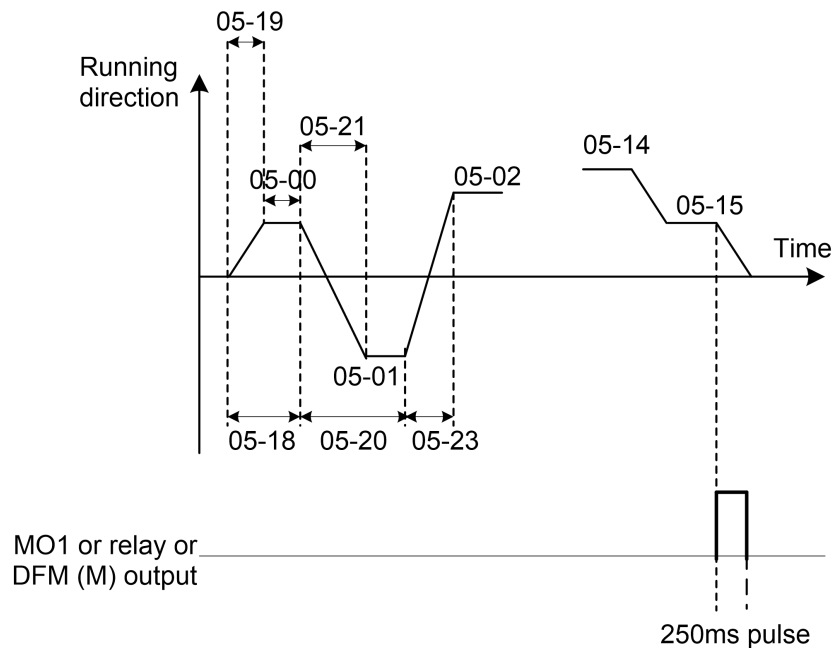 05-19
Running
direction
05-21
05-14
05-00
05-02
05-15
Time
05-01
05-18
05-20
05-23
MO1 or relay or
DFM (M) output
250ms pulse